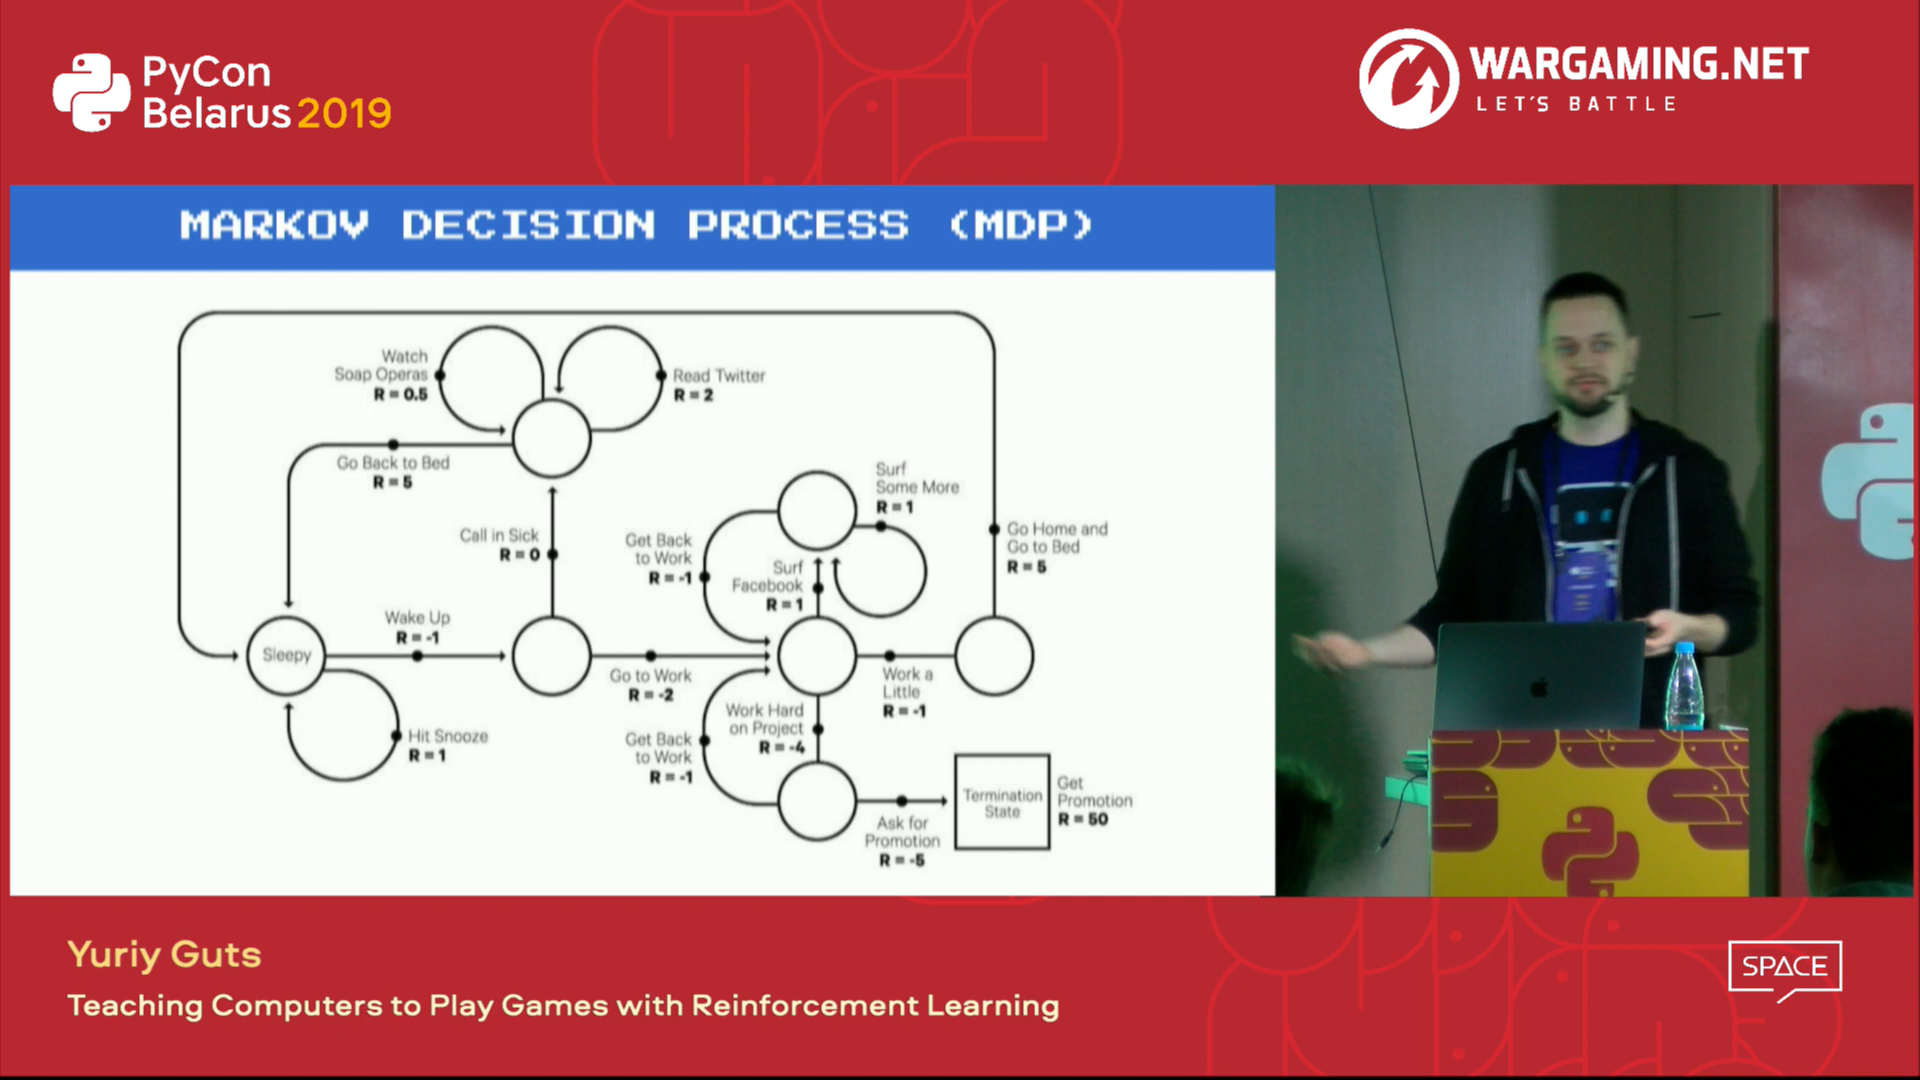 PyCon
Belarus 2019
WARGAMING.NET
LET'S BATTLE
MARKOV DECISION PROCESS (MDP)
Watch
Soap Operas
R = 0.5
Read Twitter
R = 2
Go Back to Bed
R = 5
Surf
Some More
R = 1
Call in Sick
R = 0
Get Back
to Work
R = -1
Surf
Facebook
R = 1
Go Home and
Go to Bed
R = 5
Wake Up
R = -1
Sleepy
Go to Work
R = -2
Work a
Little
R = -1
Hit Snooze
R = 1
Work Hard
on Project
R = -4
Get Back
to Work
R = -1
Termination
State
Get
Promotion
R = 50
Ask for
Promotion
R = -5
Yuriy Guts
Teaching Computers to Play Games with Reinforcement Learning
SPACE